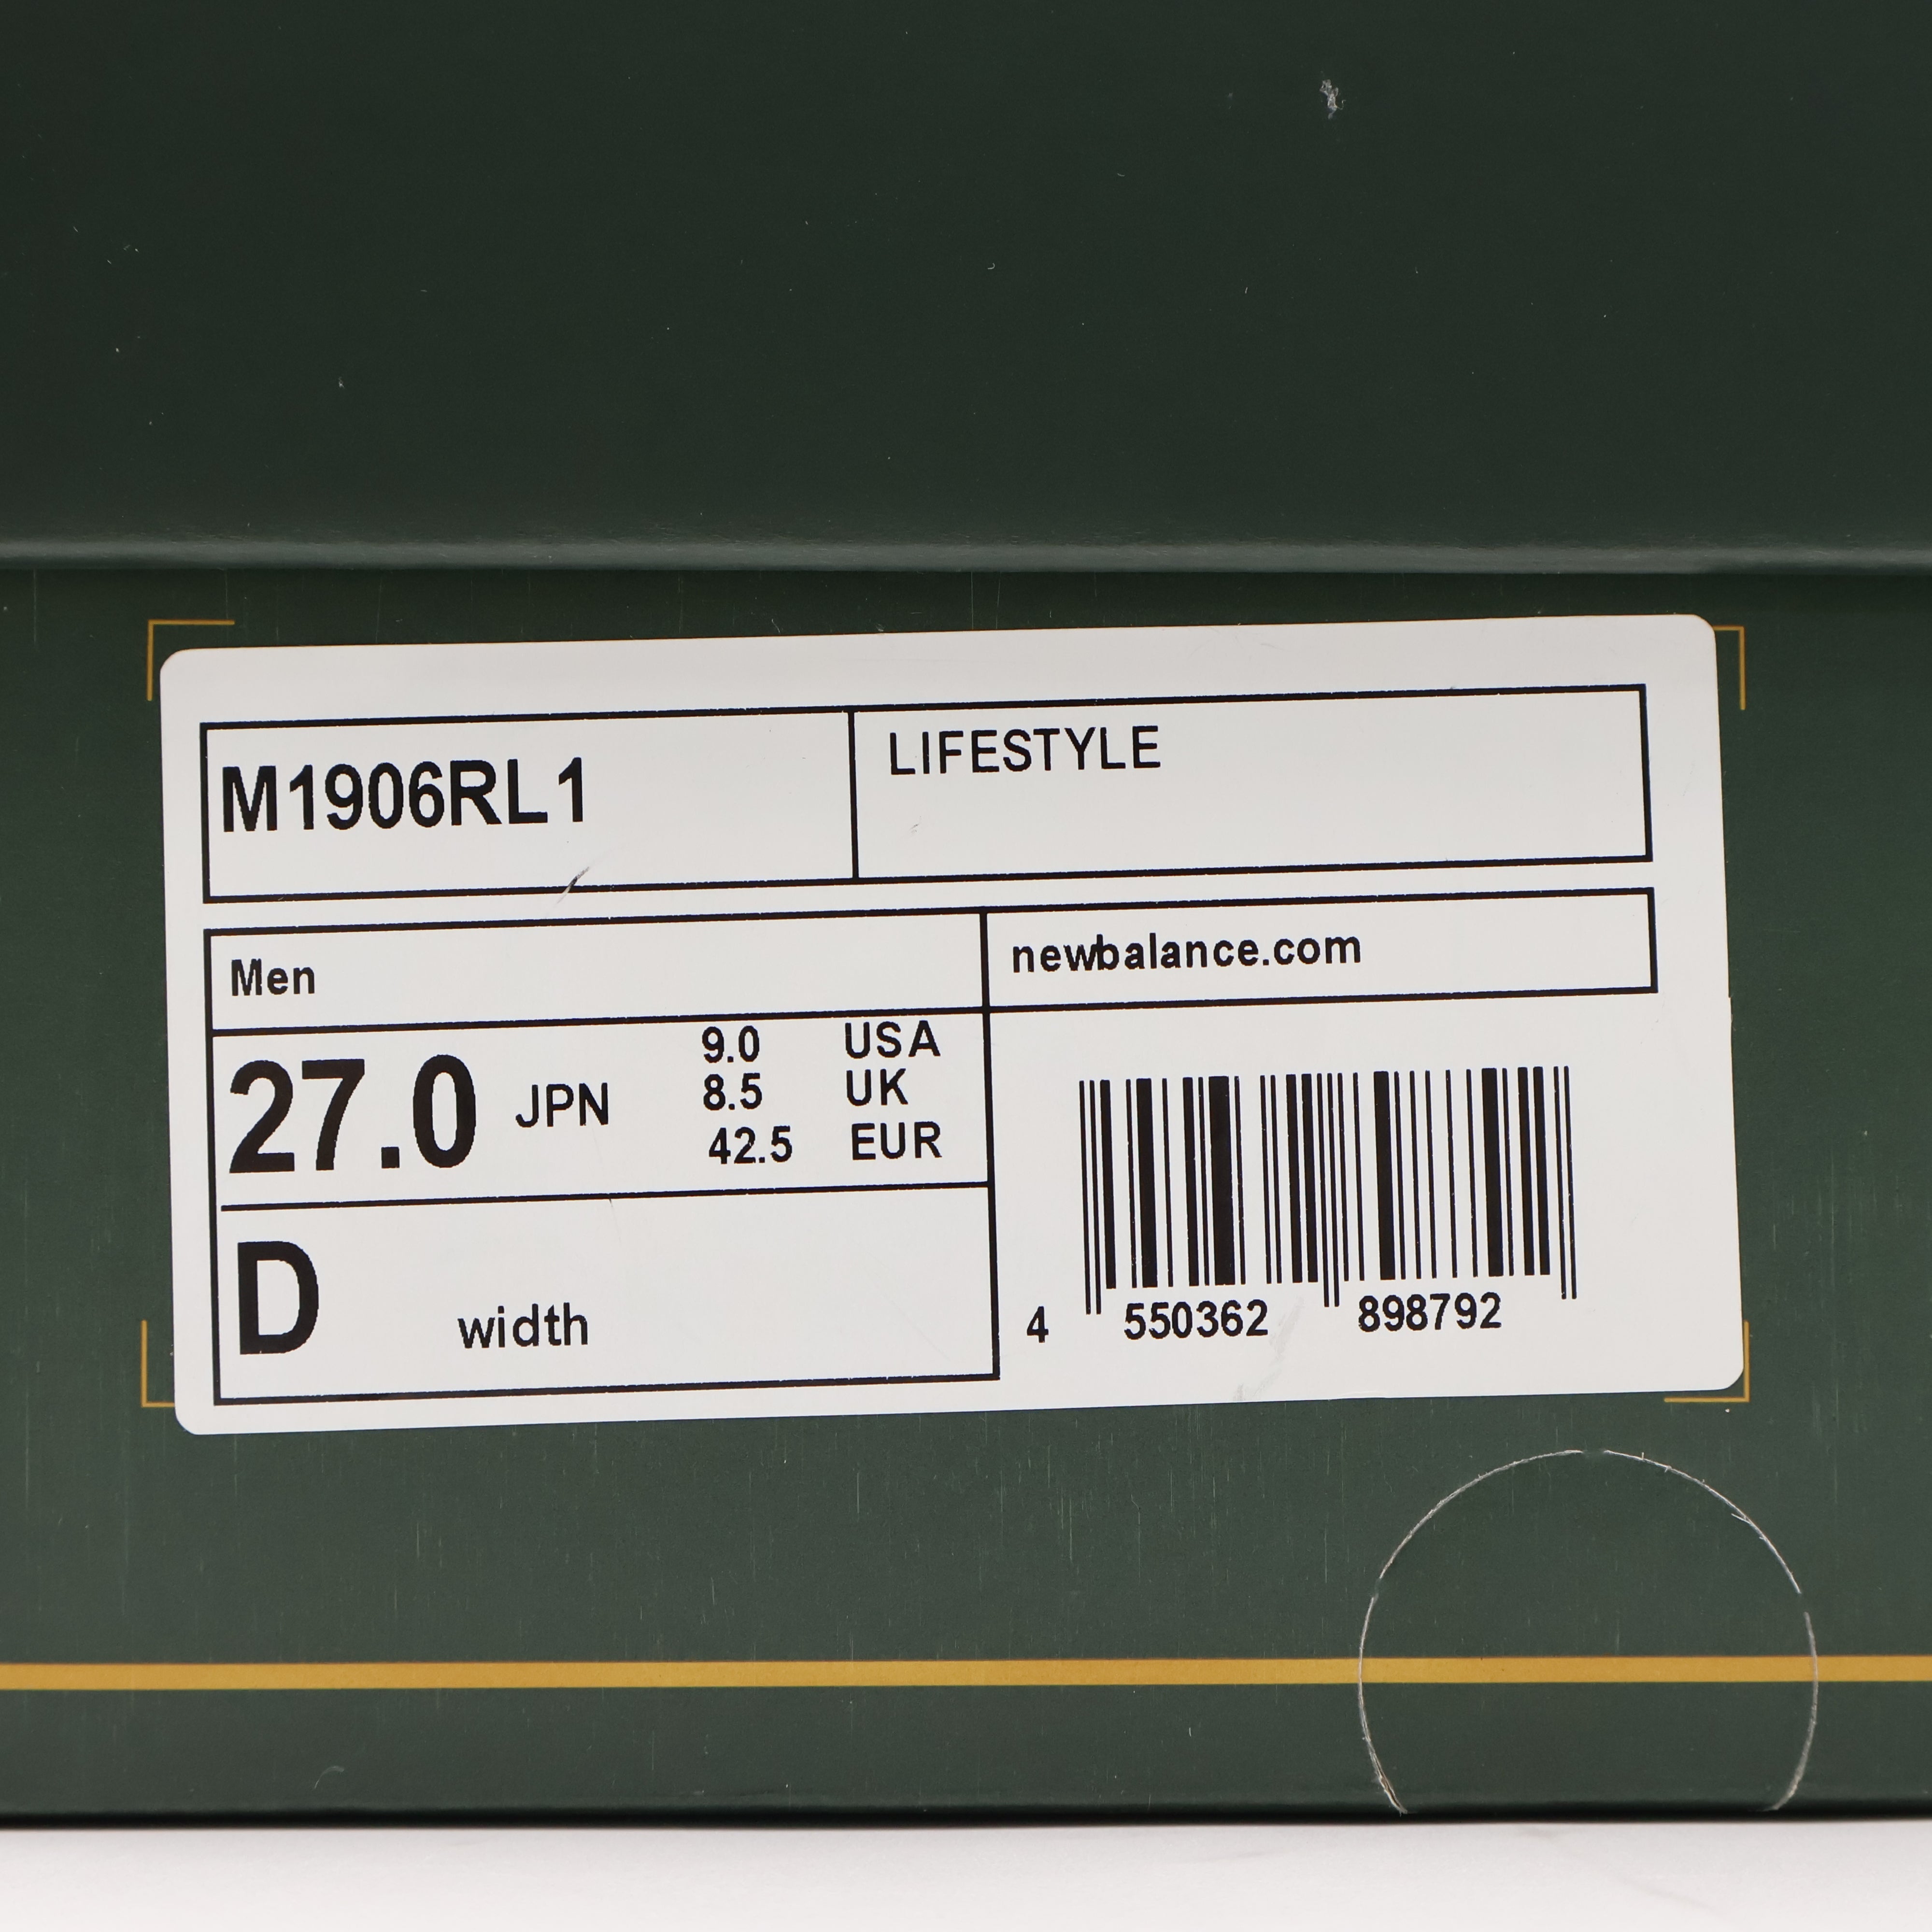 M1906RL1
LIFESTYLE
Men
newbalance.com
27.0 JPN
9.0 USA
8.5 UK
42.5 EUR
D width
4 550362 898792